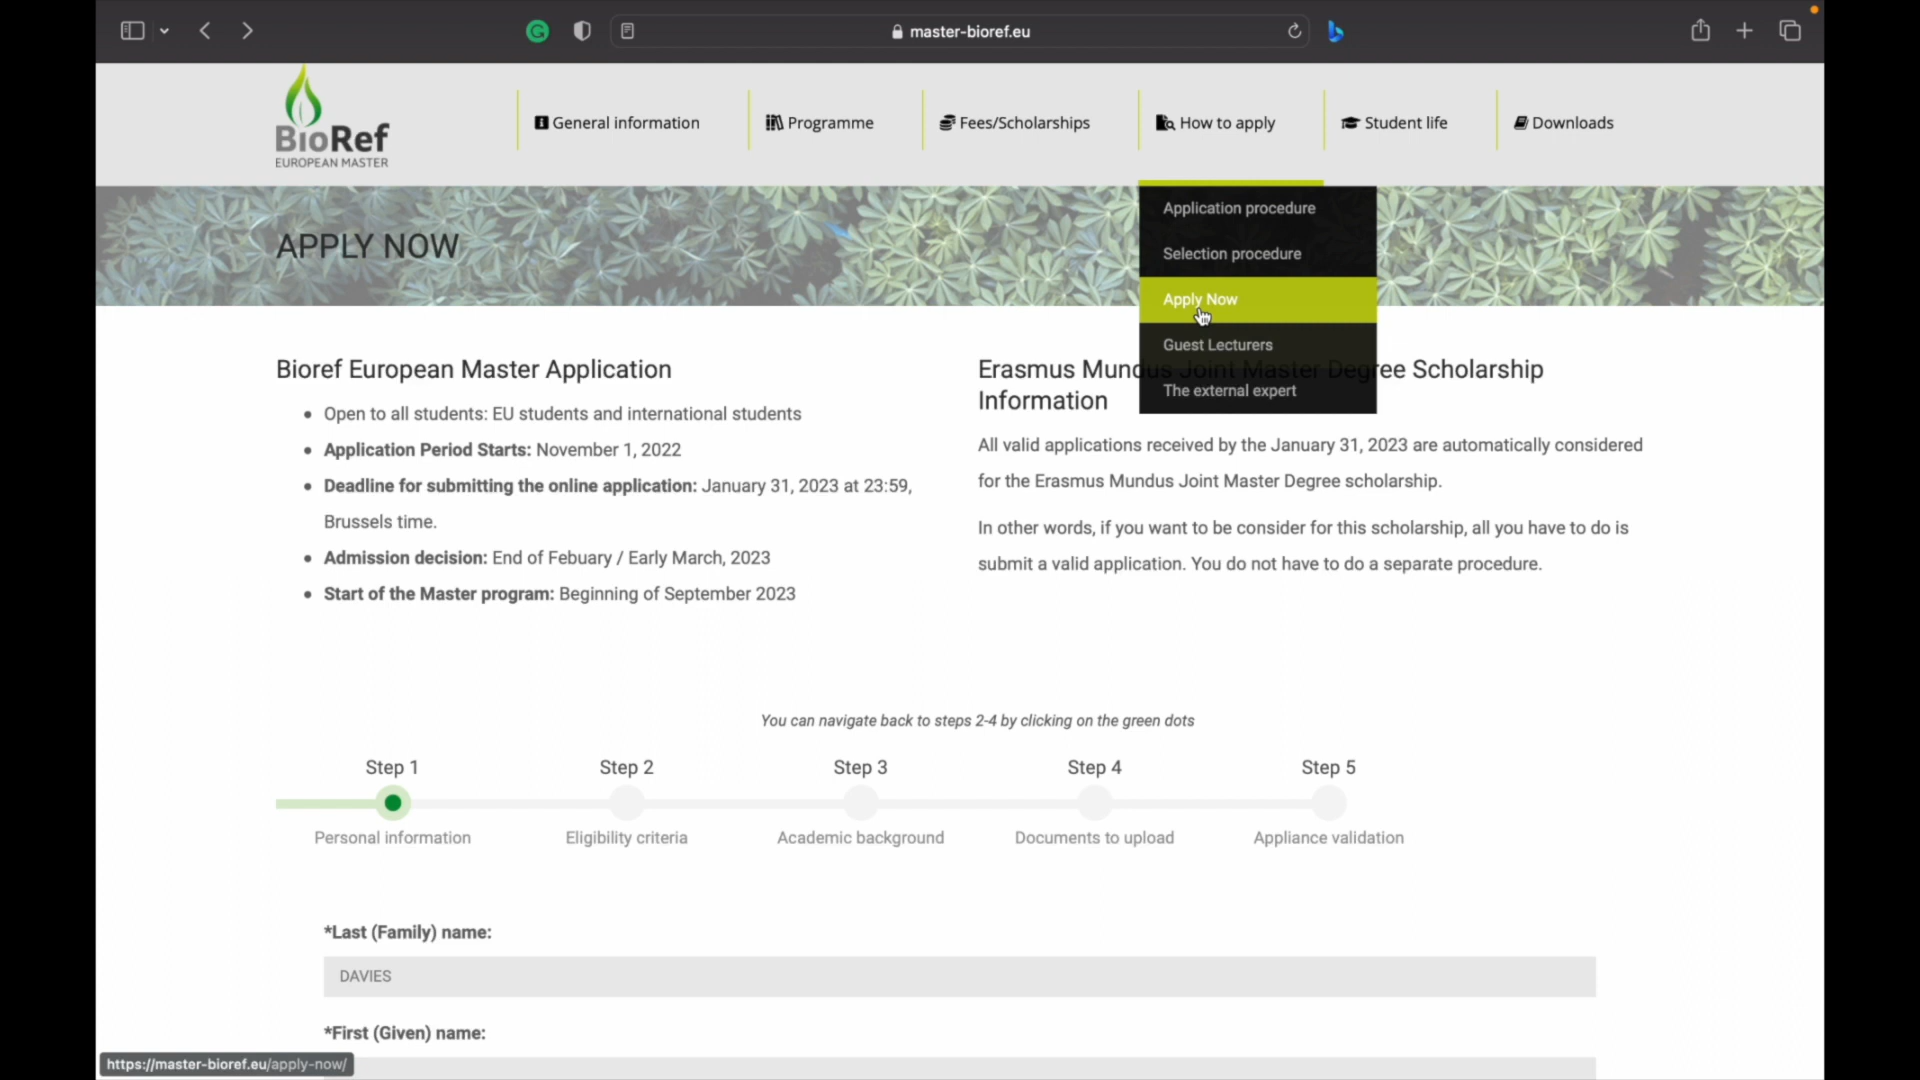 master-bioref.eu
BioRef
EUROPEAN MASTER
General information
Programme
Fees/Scholarships
How to apply
Student life
Downloads
APPLY NOW
Application procedure
Selection procedure
Apply Now
Guest Lecturers
The external expert
Bioref European Master Application
Open to all students: EU students and international students
Application Period Starts: November 1, 2022
Deadline for submitting the online application: January 31, 2023 at 23:59,
Brussels time.
Admission decision: End of Febuary / Early March, 2023
Start of the Master program: Beginning of September 2023
Erasmus Mundus Joint Master Degree Scholarship
Information
All valid applications received by the January 31, 2023 are automatically considered
for the Erasmus Mundus Joint Master Degree scholarship.
In other words, if you want to be consider for this scholarship, all you have to do is
submit a valid application. You do not have to do a separate procedure.
You can navigate back to steps 2-4 by clicking on the green dots
Step 1
Step 2
Step 3
Step 4
Step 5
Personal information
Eligibility criteria
Academic background
Documents to upload
Appliance validation
*Last (Family) name:
DAVIES
*First (Given) name:
https://master-bioref.eu/apply-now/